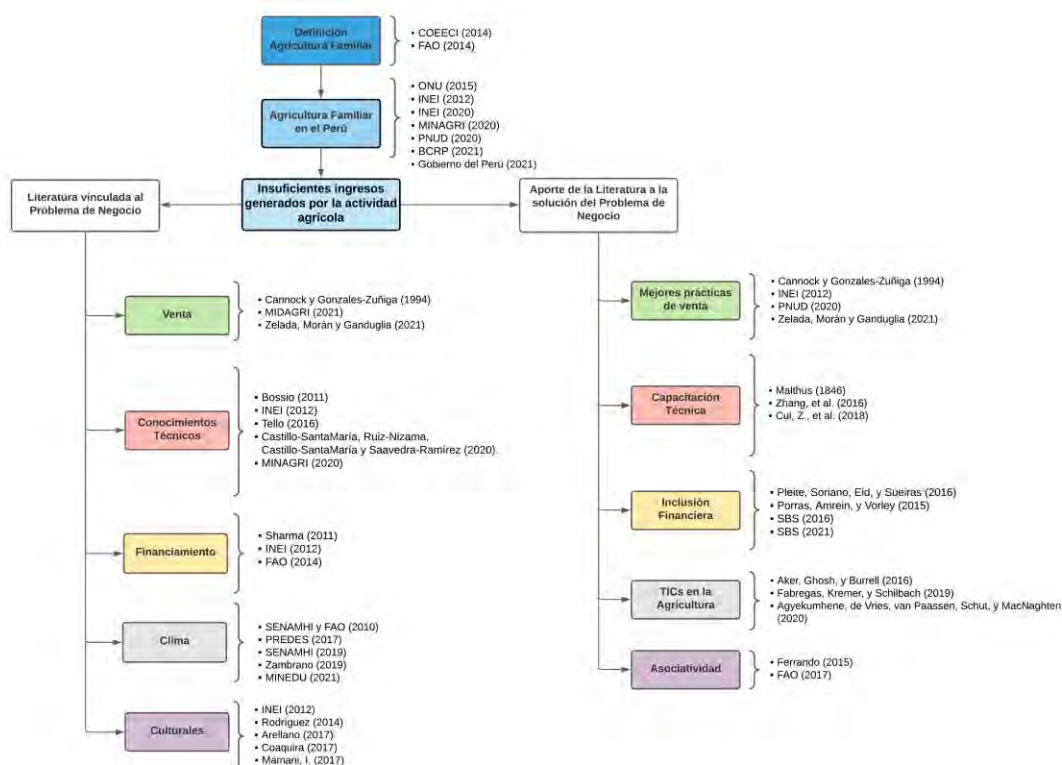 Definición
Agricultura Familiar
• COEECI (2014)
• FAO (2014)
Agricultura Familiar
en el Perú
• ONU (2015)
• INEI (2012)
• INEI (2020)
• MINAGRI (2020)
• PNUD (2020)
• BCRP (2021)
• Gobierno del Perú (2021)
Insuficientes ingresos
generados por la actividad
agrícola
Literatura vinculada al
Problema de Negocio
Venta
• Cannock y Gonzales-Zuñiga (1994)
• MIDAGRI (2021)
• Zelada, Morán y Ganduglia (2021)
Conocimientos
Técnicos
• Bossio (2011)
• INEI (2012)
• Tello (2016)
• Castillo-SantaMaría, Ruiz-Nizama,
Castillo-SantaMaría y Saavedra-Ramírez (2020)
• MINAGRI (2020)
Financiamiento
• Sharma (2011)
• INEI (2012)
• FAO (2014)
Clima
• SENAMHI y FAO (2010)
• PREDES (2017)
• SENAMHI (2019)
• Zambrano (2019)
• MINEDU (2021)
Culturales
• INEI (2012)
• Rodriguez (2014)
• Arellano (2017)
• Coaquira (2017)
• Mamani, I. (2017)
Aporte de la Literatura a la
solución del Problema de
Negocio
Mejores prácticas
de venta
• Cannock y Gonzales-Zuñiga (1994)
• INEI (2012)
• PNUD (2020)
• Zelada, Morán y Ganduglia (2021)
Capacitación
Técnica
• Malthus (1846)
• Zhang, et al. (2016)
• Cui, Z., et al. (2018)
Inclusión
Financiera
• Pleite, Soriano, Eid, y Sueiras (2016)
• Porras, Amrein, y Vorley (2015)
• SBS (2016)
• SBS (2021)
TICs en la
Agricultura
• Aker, Ghosh, y Burrell (2016)
• Fabregas, Kremer, y Schilbach (2019)
• Agyekumhene, de Vries, van Paassen, Schut, y MacNaghten
(2020)
Asociatividad
• Ferrando (2015)
• FAO (2017)